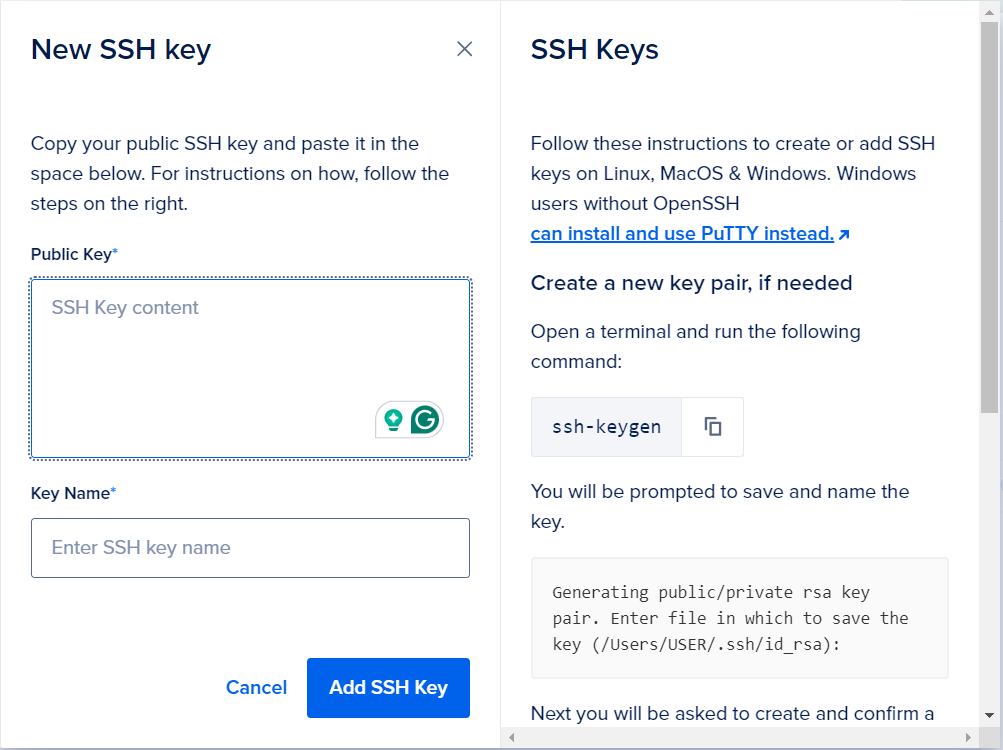 New SSH key
Copy your public SSH key and paste it in the
space below. For instructions on how, follow the
steps on the right.
Public Key*
SSH Key content
Key Name*
Enter SSH key name
Cancel
Add SSH Key
SSH Keys
Follow these instructions to create or add SSH
keys on Linux, MacOS & Windows. Windows
users without OpenSSH
can install and use PuTTY instead.
Create a new key pair, if needed
Open a terminal and run the following
command:
ssh-keygen
You will be prompted to save and name the
key.
Generating public/private rsa key
pair. Enter file in which to save the
key (/Users/USER/.ssh/id_rsa):
Next you will be asked to create and confirm a